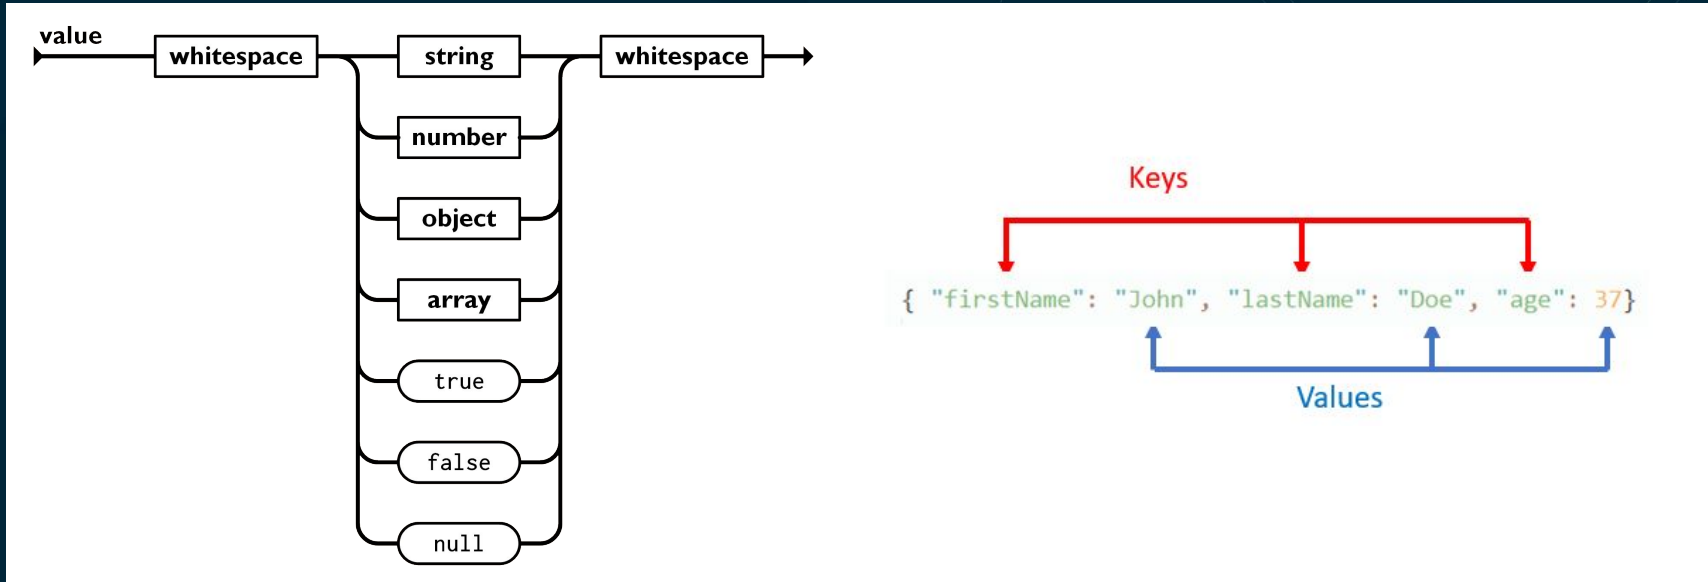 value
whitespace
string
whitespace
number
object
array
true
false
null
Keys
{ "firstName": "John", "lastName": "Doe", "age": 37}
Values